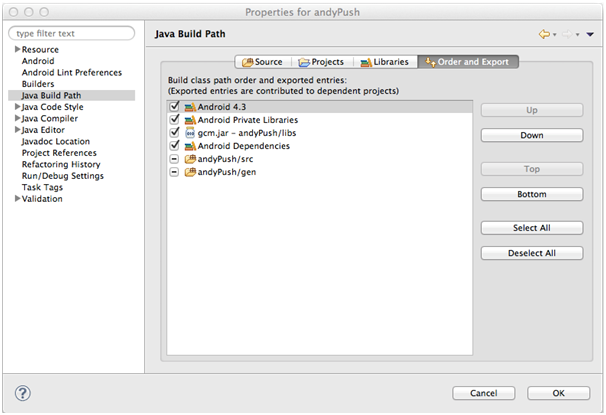 Properties for andyPush
type filter text
Resource
Android
Android Lint Preferences
Builders
Java Build Path
Java Code Style
Java Compiler
Java Editor
Javadoc Location
Project References
Refactoring History
Run/Debug Settings
Task Tags
Validation
Java Build Path
Source
Projects
Libraries
Order and Export
Build class path order and exported entries:
(Exported entries are contributed to dependent projects)
Android 4.3
Android Private Libraries
gcm.jar - andyPush/libs
Android Dependencies
andyPush/src
andyPush/gen
Up
Down
Top
Bottom
Select All
Deselect All
?
Cancel
OK